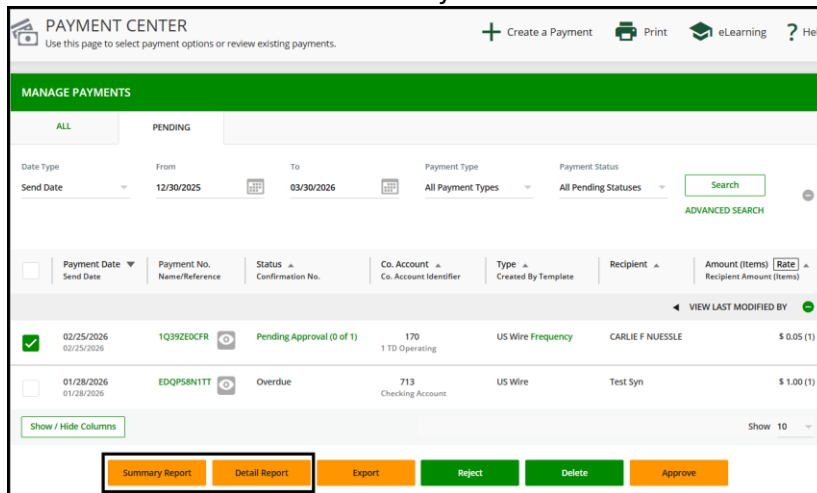 PAYMENT CENTER
Use this page to select payment options or review existing payments.
Create a Payment Print eLearning ? Hel
MANAGE PAYMENTS
ALL PENDING
Date Type From To Payment Type Payment Status
Send Date 12/30/2025 03/30/2026 All Payment Types All Pending Statuses Search
ADVANCED SEARCH
Payment Date Payment No. Status Co. Account Type Recipient Amount (Items) Rate
Send Date Name/Reference Confirmation No. Co. Account Identifier Created By Template Recipient Amount (Items)
VIEW LAST MODIFIED BY
02/25/2026 1Q39ZE0CFR Pending Approval (0 of 1) 170 US Wire Frequency CARLIE F NUESSLE $ 0.05 (1)
02/25/2026 1 TD Operating
01/28/2026 EDQP58N1TT Overdue 713 US Wire Test Syn $ 1.00 (1)
01/28/2026 Checking Account
Show / Hide Columns Show 10
Summary Report Detail Report Export Reject Delete Approve